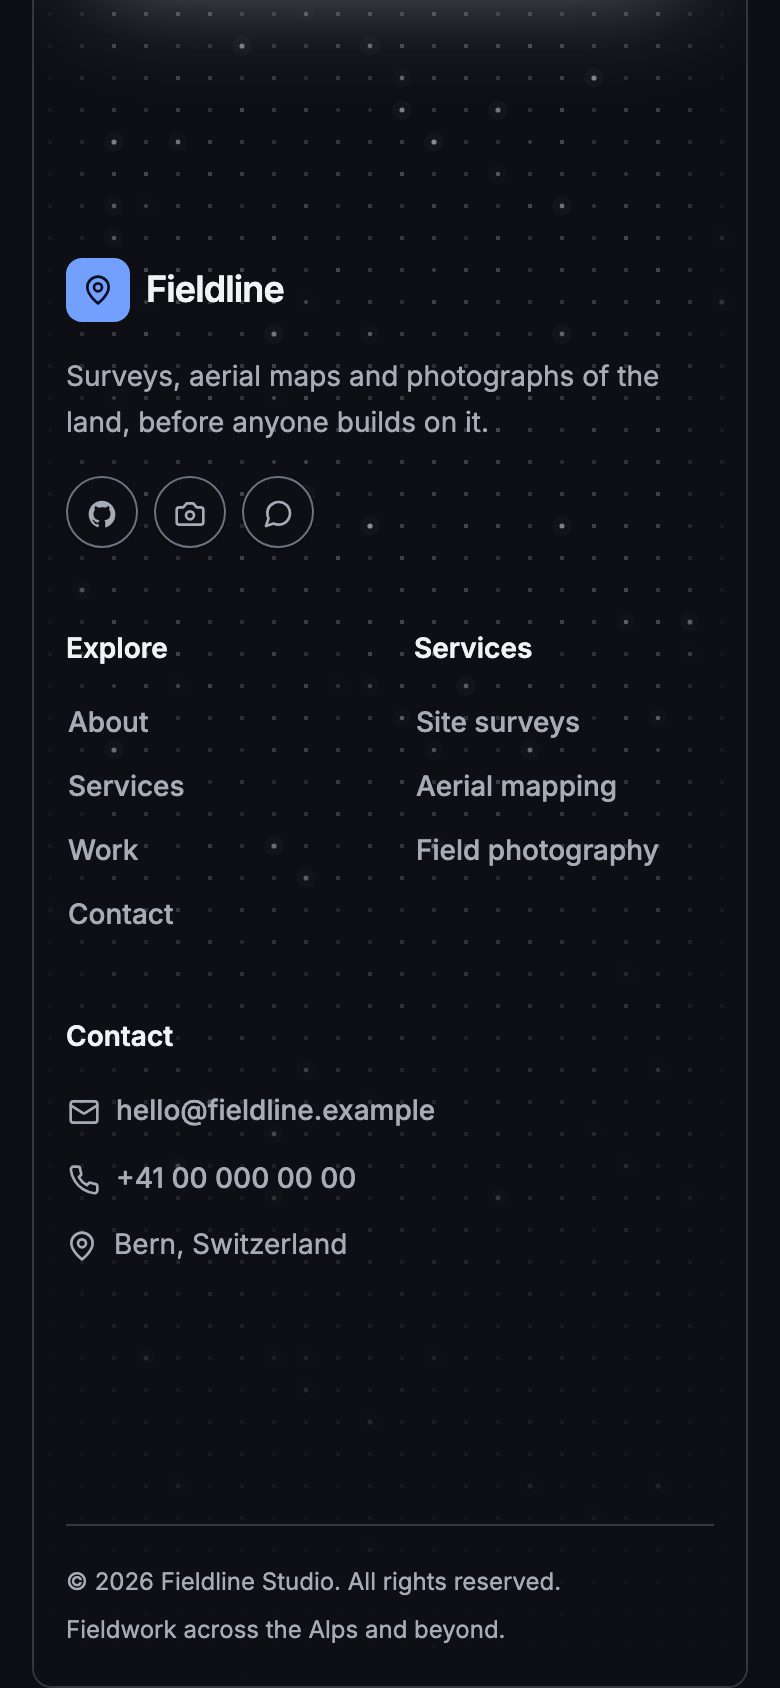 Fieldline
Surveys, aerial maps and photographs of the
land, before anyone builds on it.
Explore
About
Services
Work
Contact
Services
Site surveys
Aerial mapping
Field photography
Contact
hello@fieldline.example
+41 00 000 00 00
Bern, Switzerland
© 2026 Fieldline Studio. All rights reserved.
Fieldwork across the Alps and beyond.